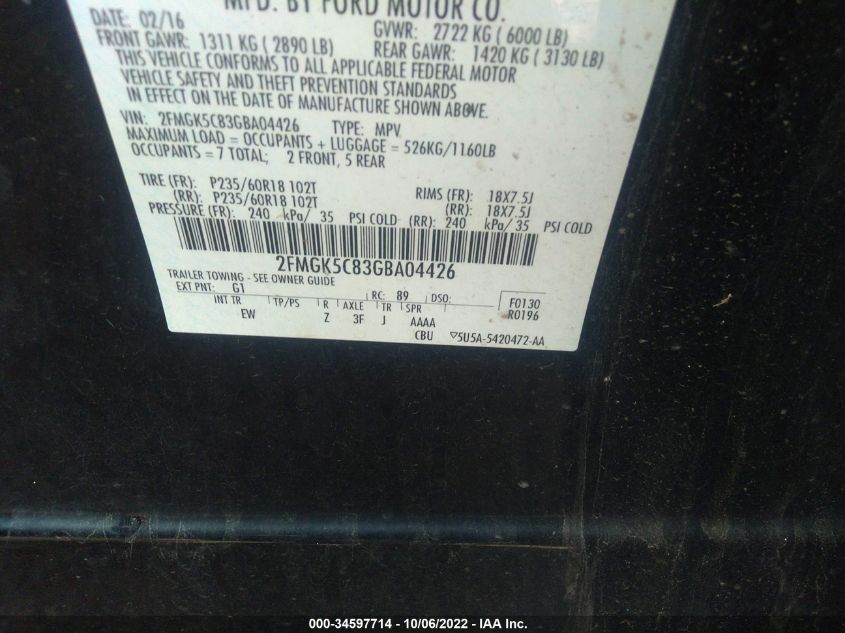 MFD. BY FORD MOTOR CO.
DATE: 02/16 GVWR: 2722 KG ( 6000 LB)
FRONT GAWR: 1311 KG ( 2890 LB) REAR GAWR: 1420 KG ( 3130 LB)
THIS VEHICLE CONFORMS TO ALL APPLICABLE FEDERAL MOTOR
VEHICLE SAFETY AND THEFT PREVENTION STANDARDS
IN EFFECT ON THE DATE OF MANUFACTURE SHOWN ABOVE.
VIN: 2FMGK5C83GBA04426 TYPE: MPV
MAXIMUM LOAD = OCCUPANTS + LUGGAGE = 526KG/1160LB
OCCUPANTS = 7 TOTAL; 2 FRONT, 5 REAR
TIRE (FR): P235/60R18 102T RIMS (FR): 18X7.5J
(RR): P235/60R18 102T (RR): 18X7.5J
PRESSURE (FR): 240 kPa/ 35 PSI COLD (RR): 240 kPa/ 35 PSI COLD
2FMGK5C83GBA04426
TRAILER TOWING - SEE OWNER GUIDE
EXT PNT: G1 RC: 89 DSO: F0130
INT TR TP/PS R AXLE TR SPR R0196
EW Z 3F J AAAA
CBU ▽5U5A-5420472-AA
000-34597714 - 10/06/2022 - IAA Inc.